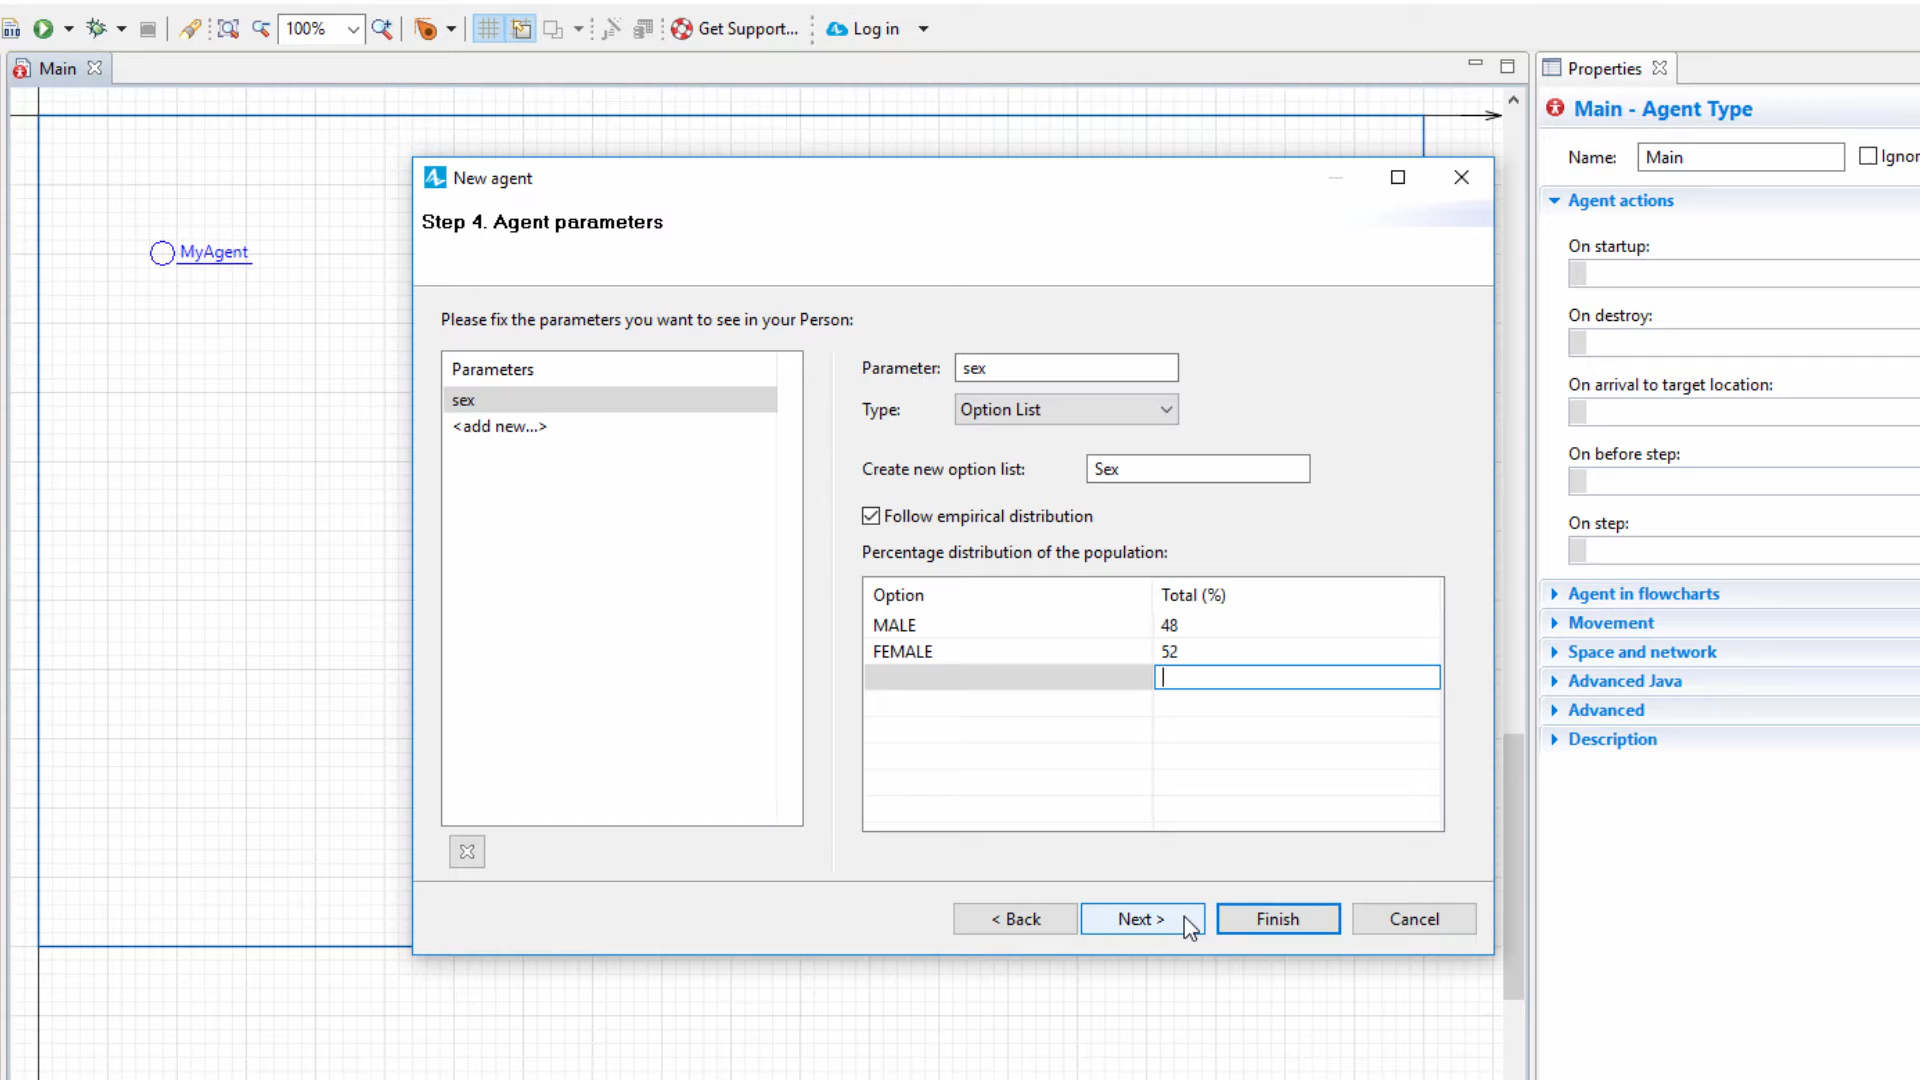 100%
Get Support...
Log in
Main
Properties
Main - Agent Type
Name:
Main
Ignor
Agent actions
On startup:
On destroy:
On arrival to target location:
On before step:
On step:
Agent in flowcharts
Movement
Space and network
Advanced Java
Advanced
Description
MyAgent
New agent
Step 4. Agent parameters
Please fix the parameters you want to see in your Person:
Parameters
sex
<add new...>
Parameter:
sex
Type:
Option List
Create new option list:
Sex
Follow empirical distribution
Percentage distribution of the population:
Option Total (%)
MALE 48
FEMALE 52
< Back
Next >
Finish
Cancel